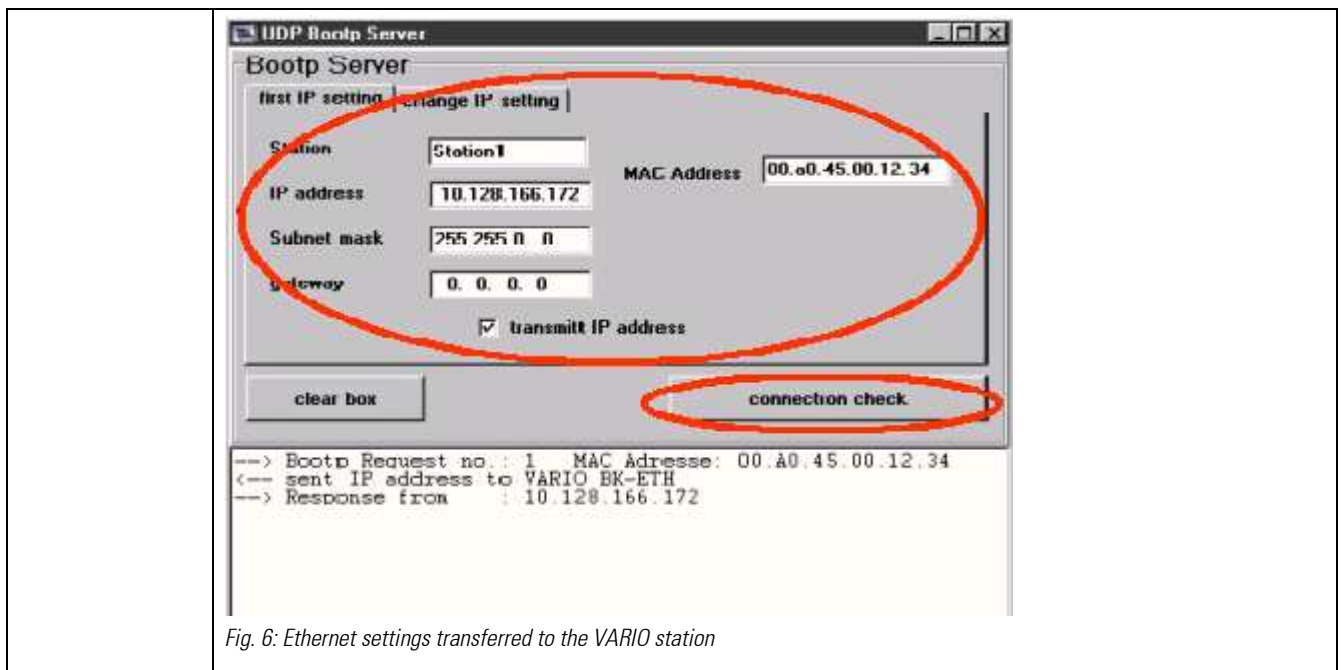 UDP Bootp Server
Bootp Server
first IP setting change IP setting
Station Station1
MAC Address 00.a0.45.00.12.34
IP address 10.128.166.172
Subnet mask 255 255 0 0
gateway 0. 0. 0. 0
transmitt IP address
clear box connection check
--> Bootp Request no.: 1 MAC Adresse: 00.A0.45.00.12.34
<-- sent IP address to VARIO BK-ETH
--> Response from : 10.128.166.172
Fig. 6: Ethernet settings transferred to the VARIO station